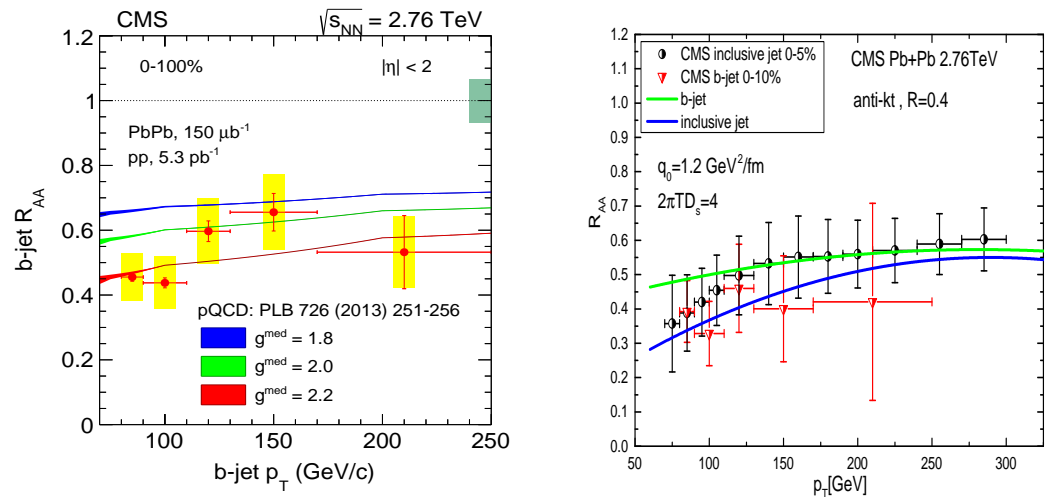 CMS
√s_NN = 2.76 TeV
0-100%
|η| < 2
PbPb, 150 μb⁻¹
pp, 5.3 pb⁻¹
pQCD: PLB 726 (2013) 251-256
g^med = 1.8
g^med = 2.0
g^med = 2.2
b-jet R_AA
1.2
1
0.8
0.6
0.4
0.2
0
100
150
200
250
b-jet p_T (GeV/c)
CMS inclusive jet 0-5%
CMS b-jet 0-10%
b-jet
inclusive jet
CMS Pb+Pb 2.76TeV
anti-kt , R=0.4
q₀=1.2 GeV²/fm
2πTD_s=4
R_AA
1.2
1.1
1.0
0.9
0.8
0.7
0.6
0.5
0.4
0.3
0.2
0.1
0.0
50
100
150
200
250
300
p_T[GeV]